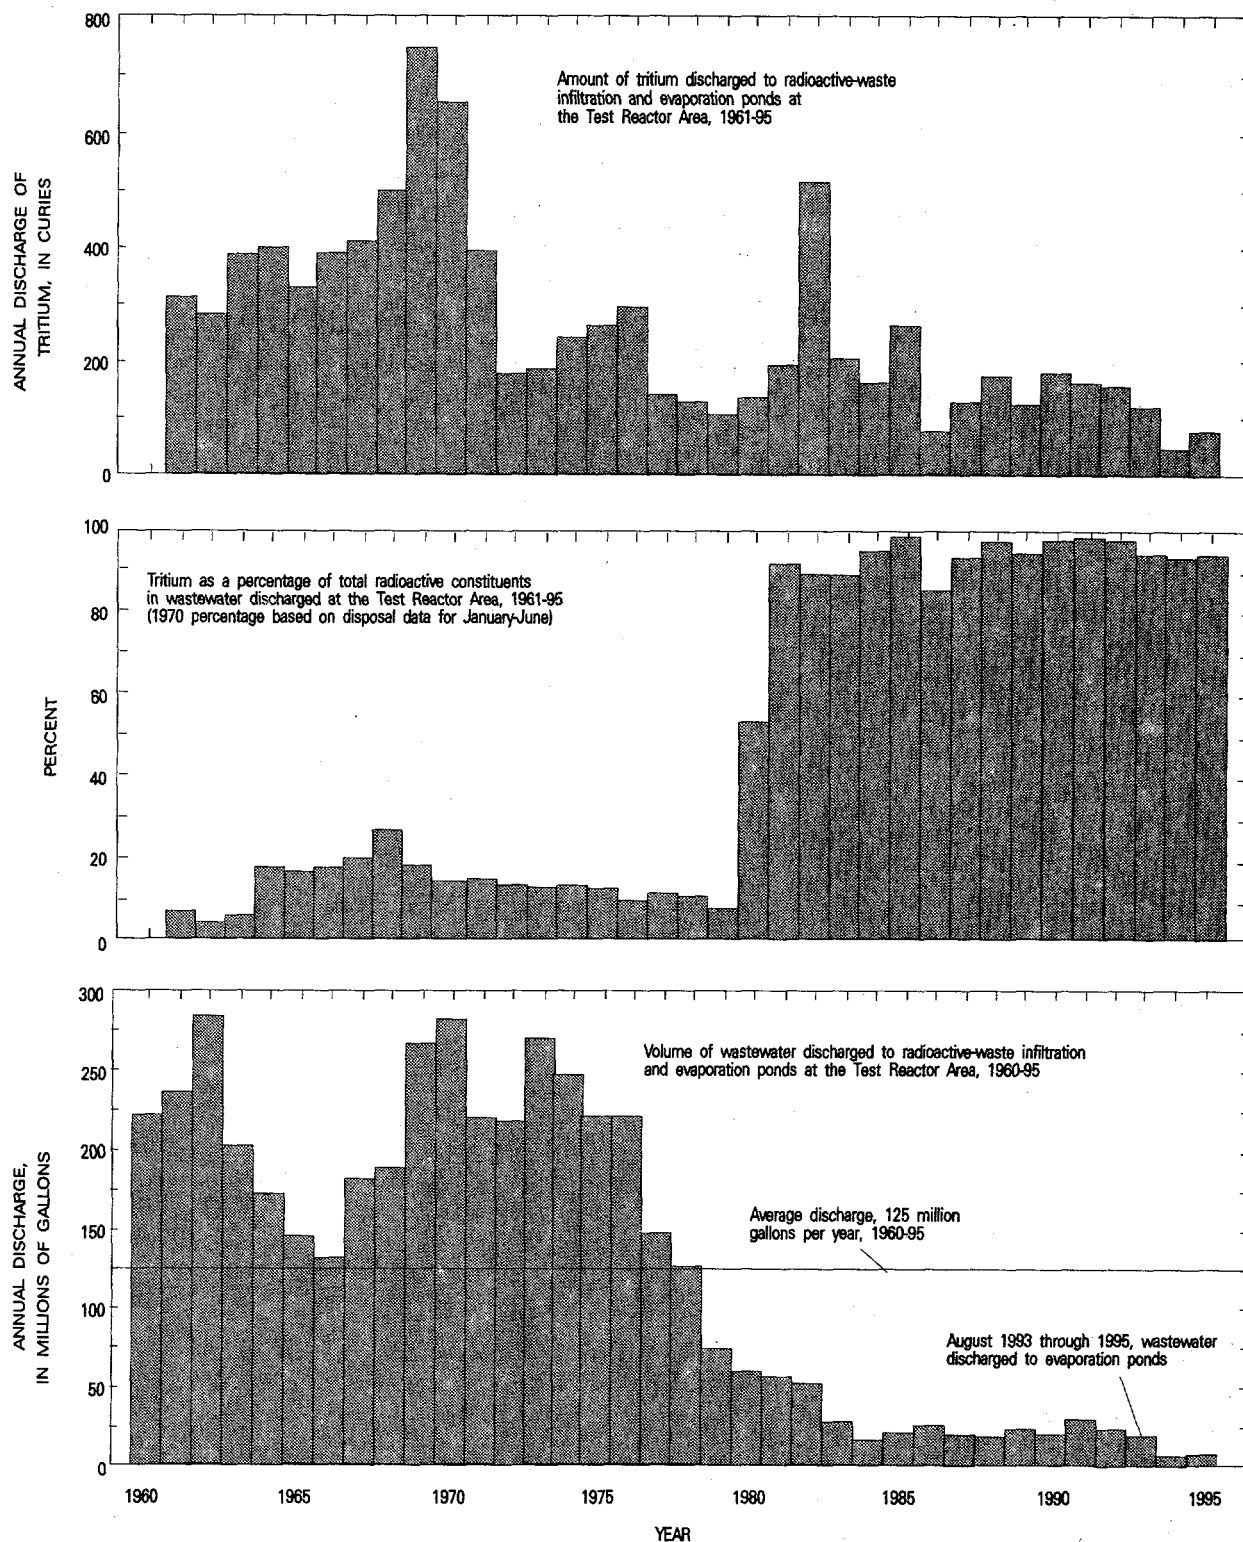 800
600
400
200
0
ANNUAL DISCHARGE OF
TRITIUM, IN CURIES
Amount of tritium discharged to radioactive-waste
infiltration and evaporation ponds at
the Test Reactor Area, 1961-95
100
80
60
40
20
0
PERCENT
Tritium as a percentage of total radioactive constituents
in wastewater discharged at the Test Reactor Area, 1961-95
(1970 percentage based on disposal data for January-June)
300
250
200
150
100
50
0
ANNUAL DISCHARGE,
IN MILLIONS OF GALLONS
Volume of wastewater discharged to radioactive-waste infiltration
and evaporation ponds at the Test Reactor Area, 1960-95
Average discharge, 125 million
gallons per year, 1960-95
August 1993 through 1995, wastewater
discharged to evaporation ponds
1960 1965 1970 1975 1980 1985 1990 1995
YEAR